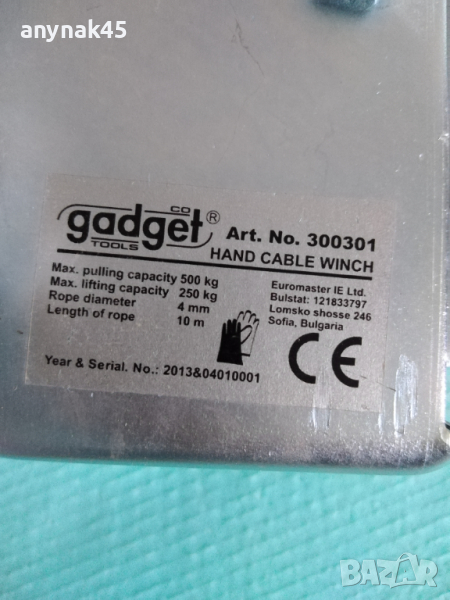 anynak45
co
gadget®
TOOLS
Art. No. 300301
HAND CABLE WINCH
Max. pulling capacity 500 kg
Max. lifting capacity 250 kg
Rope diameter 4 mm
Length of rope 10 m
Euromaster IE Ltd.
Bulstat: 121833797
Lomsko shosse 246
Sofia, Bulgaria
CE
Year & Serial. No.: 2013&04010001
BAZAR